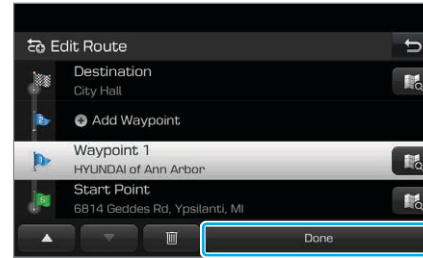 Edit Route
Destination
City Hall
Add Waypoint
Waypoint 1
HYUNDAI of Ann Arbor
Start Point
6814 Geddes Rd, Ypsilanti, MI
Done